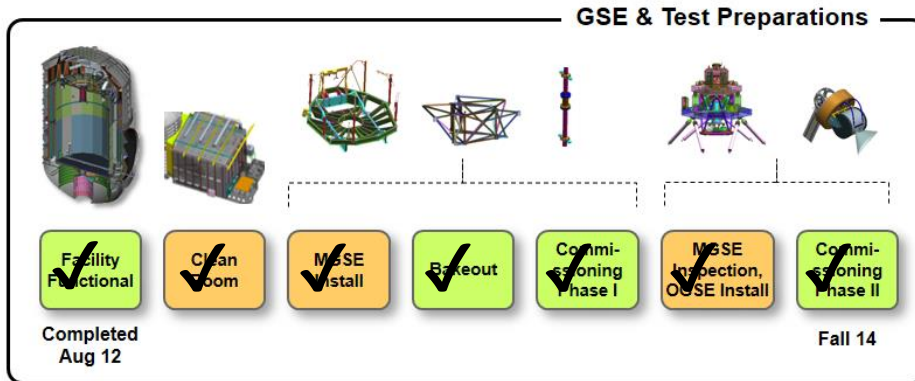 GSE & Test Preparations
Facility
Functional
Clean
Room
MGSE
Install
Bakeout
Commi-
ssioning
Phase I
MGSE
Inspection,
OGSE Install
Commi-
ssioning
Phase II
Completed
Aug 12
Fall 14